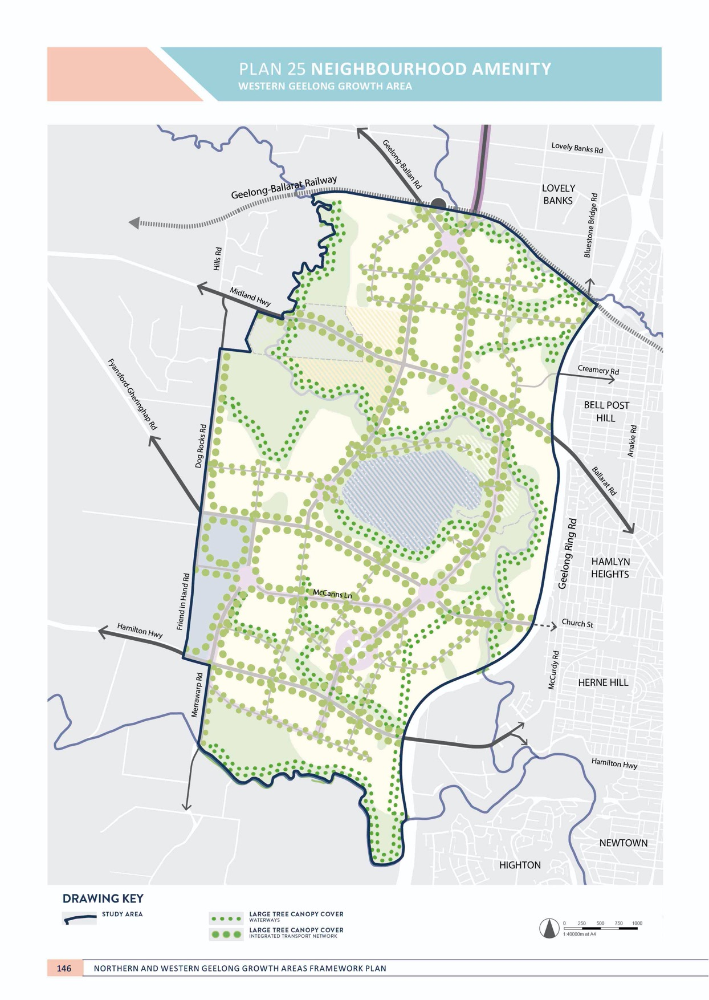 PLAN 25 NEIGHBOURHOOD AMENITY
WESTERN GEELONG GROWTH AREA
Geelong-Ballan Rd
Lovely Banks Rd
Geelong-Ballarat Railway
LOVELY
BANKS
Bluestone Bridge Rd
Hills Rd
Midland Hwy
Fyansford-Gheringhap Rd
Creamery Rd
BELL POST
HILL
Anakie Rd
Dog Rocks Rd
Ballarat Rd
Geelong Ring Rd
HAMLYN
HEIGHTS
Friend in Hand Rd
McCanns Ln
Hamilton Hwy
Church St
McCurdy Rd
HERNE HILL
Merrawarp Rd
Hamilton Hwy
NEWTOWN
HIGHTON
DRAWING KEY
STUDY AREA
LARGE TREE CANOPY COVER
WATERWAYS
LARGE TREE CANOPY COVER
INTEGRATED TRANSPORT NETWORK
0 250 500 750 1000
1:40000m at A4
146 NORTHERN AND WESTERN GEELONG GROWTH AREAS FRAMEWORK PLAN